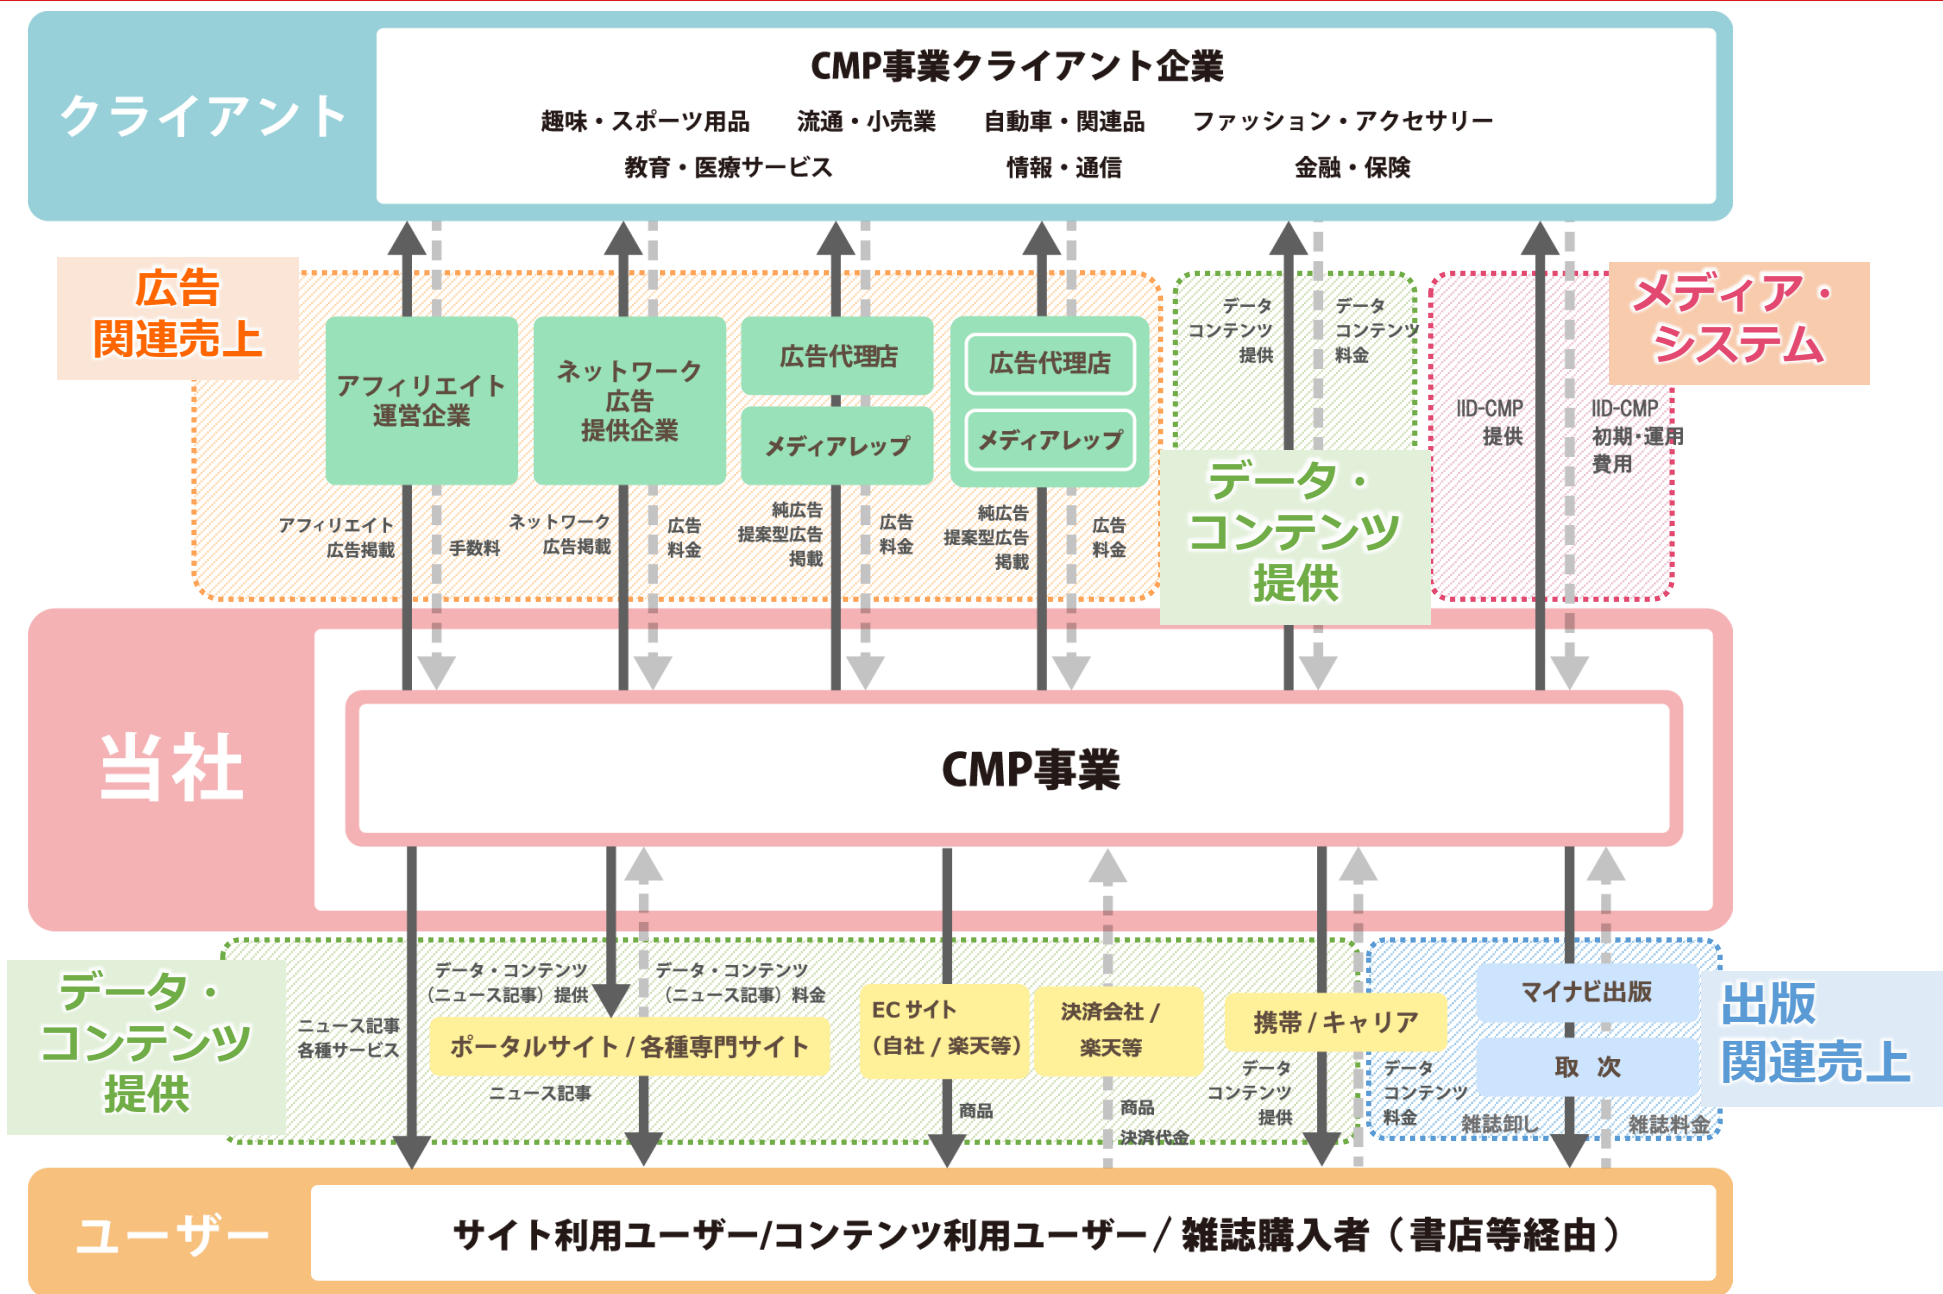 クライアント
CMP事業クライアント企業
趣味・スポーツ用品
流通・小売業
自動車・関連品
ファッション・アクセサリー
教育・医療サービス
情報・通信
金融・保険
広告
関連売上
アフィリエイト
運営企業
ネットワーク
広告
提供企業
広告代理店
メディアレップ
広告代理店
メディアレップ
アフィリエイト
広告掲載
手数料
ネットワーク
広告掲載
広告
料金
純広告
提案型広告
掲載
広告
料金
純広告
提案型広告
掲載
広告
料金
データ
コンテンツ
提供
データ
コンテンツ
料金
データ・
コンテンツ
提供
メディア・
システム
IID-CMP
提供
IID-CMP
初期・運用
費用
当社
CMP事業
データ・
コンテンツ
提供
ニュース記事
各種サービス
データ・コンテンツ
（ニュース記事）提供
データ・コンテンツ
（ニュース記事）料金
ポータルサイト / 各種専門サイト
ニュース記事
EC サイト
（自社 / 楽天等）
商品
決済会社 /
楽天等
商品
決済代金
携帯 / キャリア
データ
コンテンツ
提供
データ
コンテンツ
料金
マイナビ出版
取 次
雑誌卸し
雑誌料金
出版
関連売上
ユーザー
サイト利用ユーザー/コンテンツ利用ユーザー / 雑誌購入者（書店等経由）